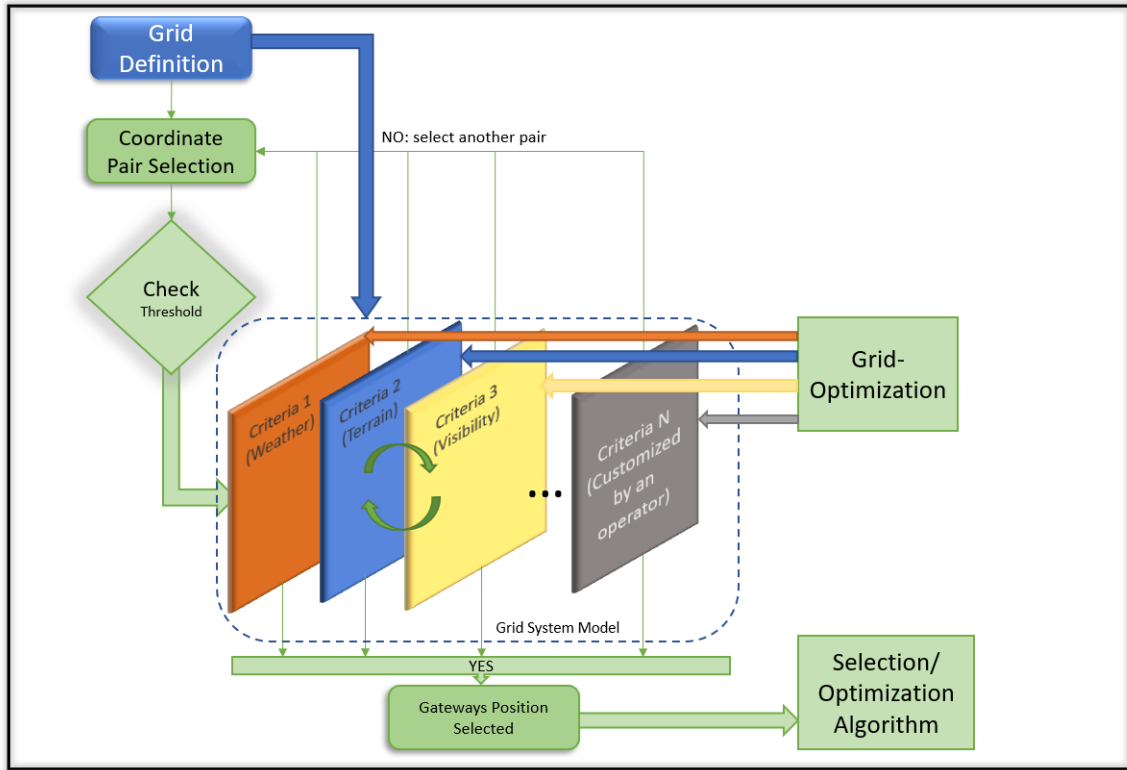 Grid
Definition
NO: select another pair
Coordinate
Pair Selection
Check
Threshold
Grid-
Optimization
Criteria 1
(Weather)
Criteria 2
(Terrain)
Criteria 3
(Visibility)
...
Criteria N
(Customized
by an
operator)
Grid System Model
YES
Gateways Position
Selected
Selection/
Optimization
Algorithm